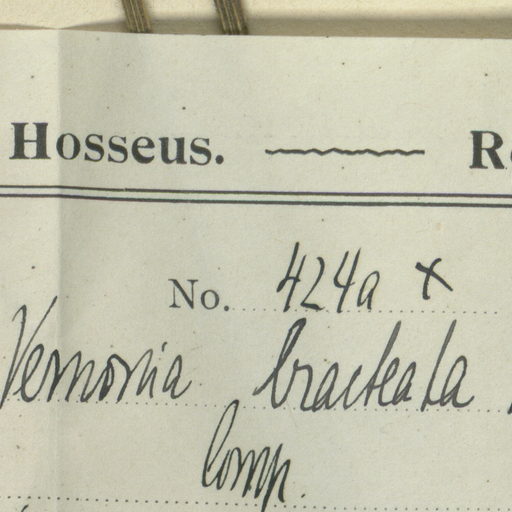 Hosseus.
No. 424a x
Vernonia bracteata
Comp.